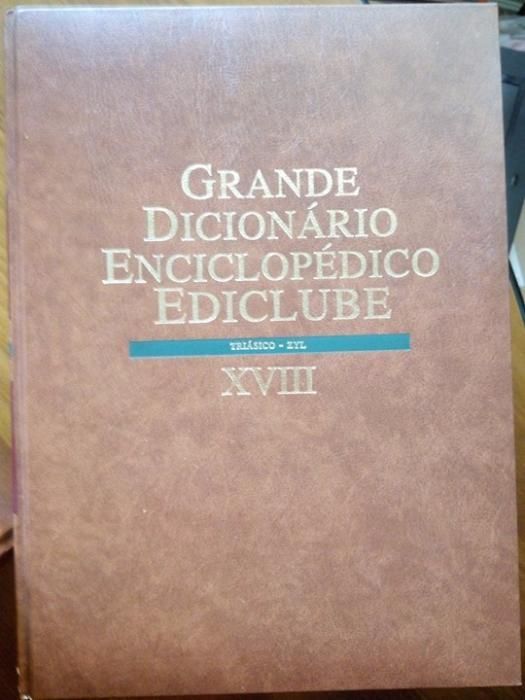 GRANDE
DICIONÁRIO
ENCICLOPÉDICO
EDICLUBE
TRIÁSICO - ZYL
XVIII